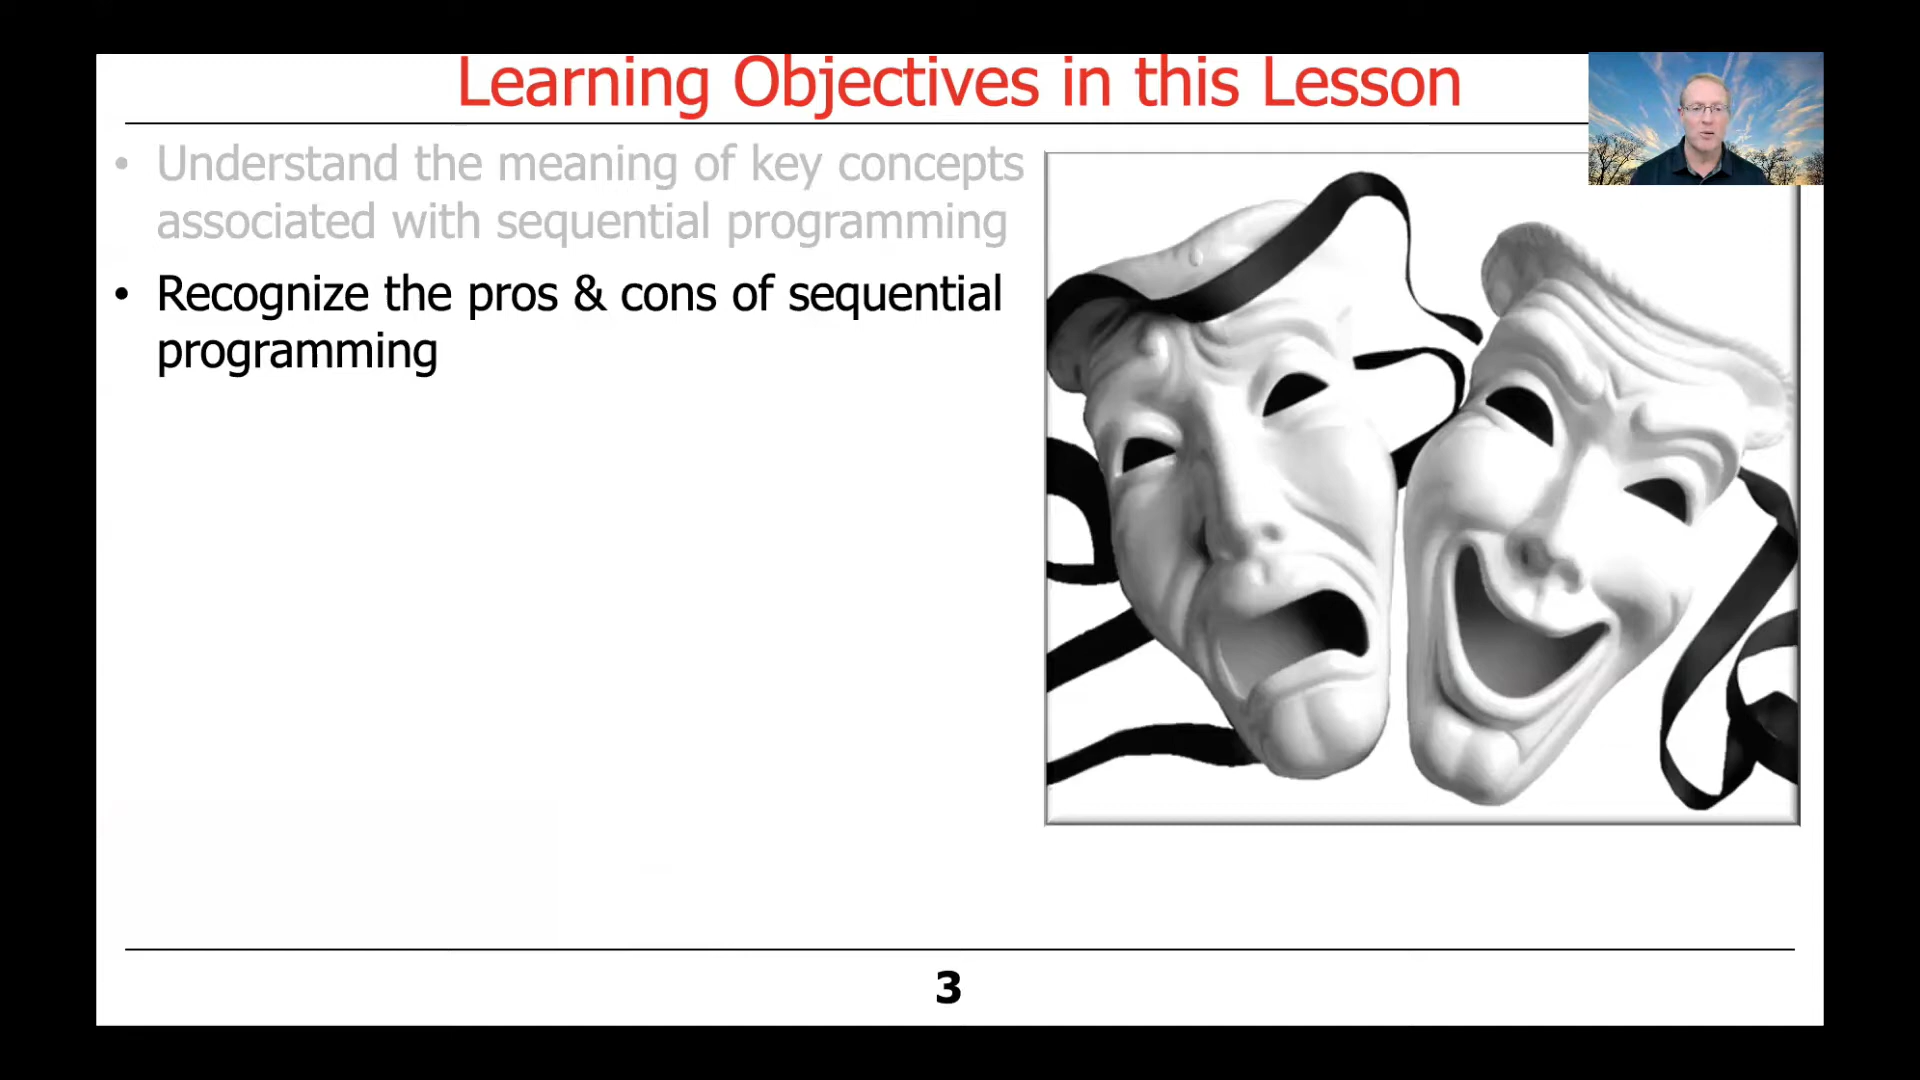 Learning Objectives in this Lesson
• Understand the meaning of key concepts
associated with sequential programming
• Recognize the pros & cons of sequential
programming
3